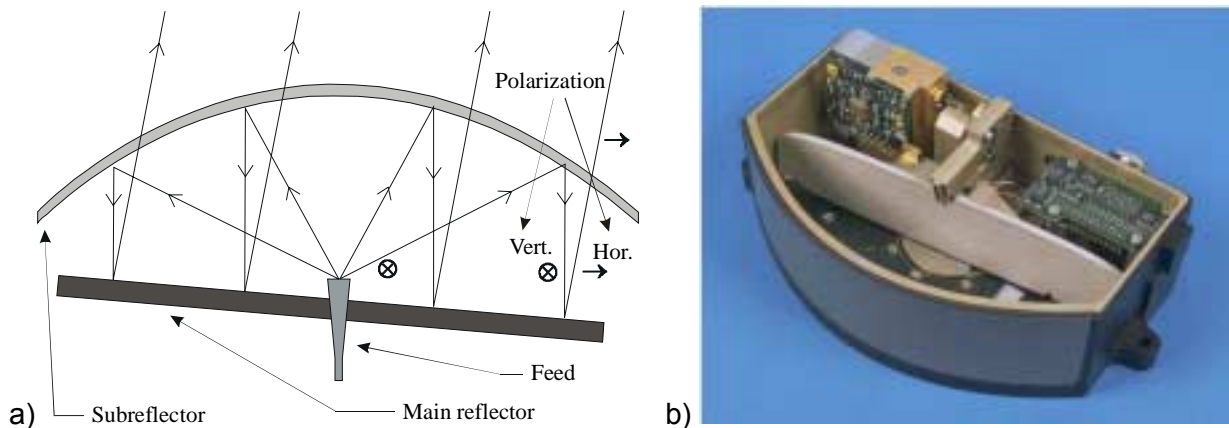 Polarization
Vert.
Hor.
Feed
Main reflector
Subreflector
a)
b)